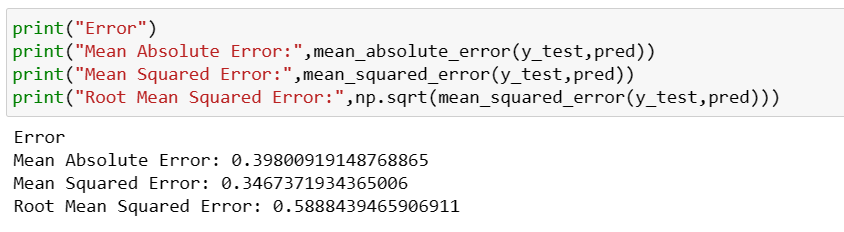 print("Error")
print("Mean Absolute Error:",mean_absolute_error(y_test,pred))
print("Mean Squared Error:",mean_squared_error(y_test,pred))
print("Root Mean Squared Error:",np.sqrt(mean_squared_error(y_test,pred)))
Error
Mean Absolute Error: 0.39800919148768865
Mean Squared Error: 0.3467371934365006
Root Mean Squared Error: 0.5888439465906911